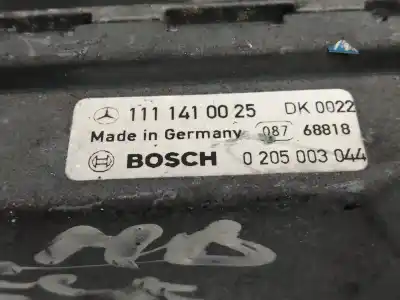 111 141 00 25 DK 0022
Made in Germany 087 68818
BOSCH 0 205 003 044